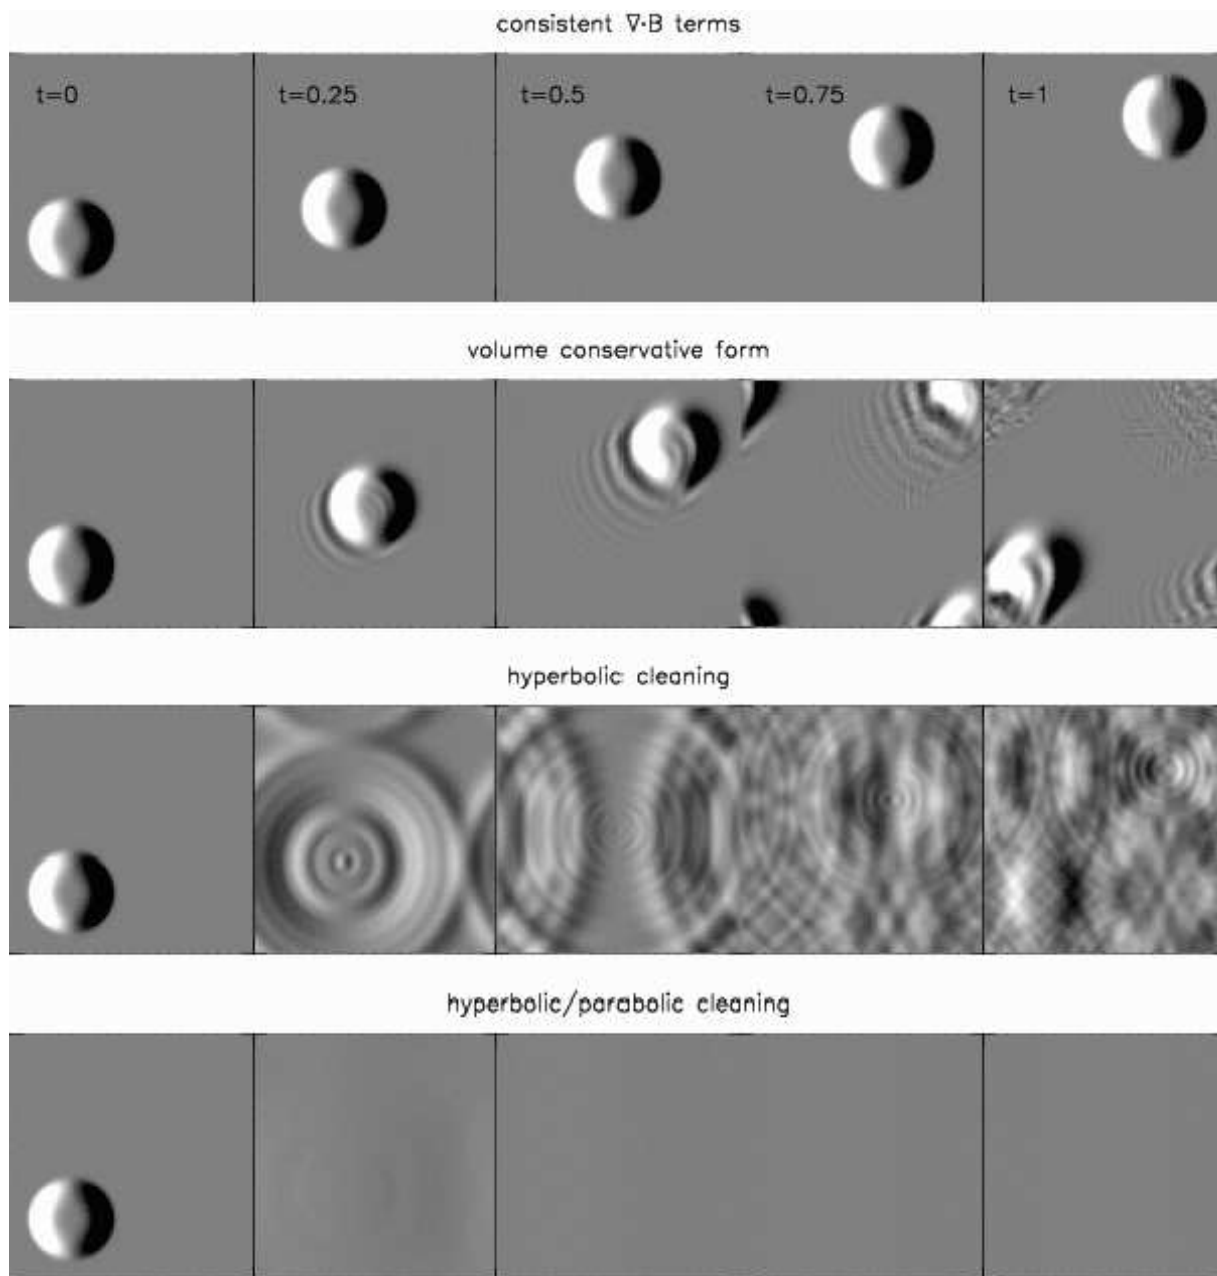 consistent ∇·B terms
t=0 t=0.25 t=0.5 t=0.75 t=1
volume conservative form
hyperbolic cleaning
hyperbolic/parabolic cleaning